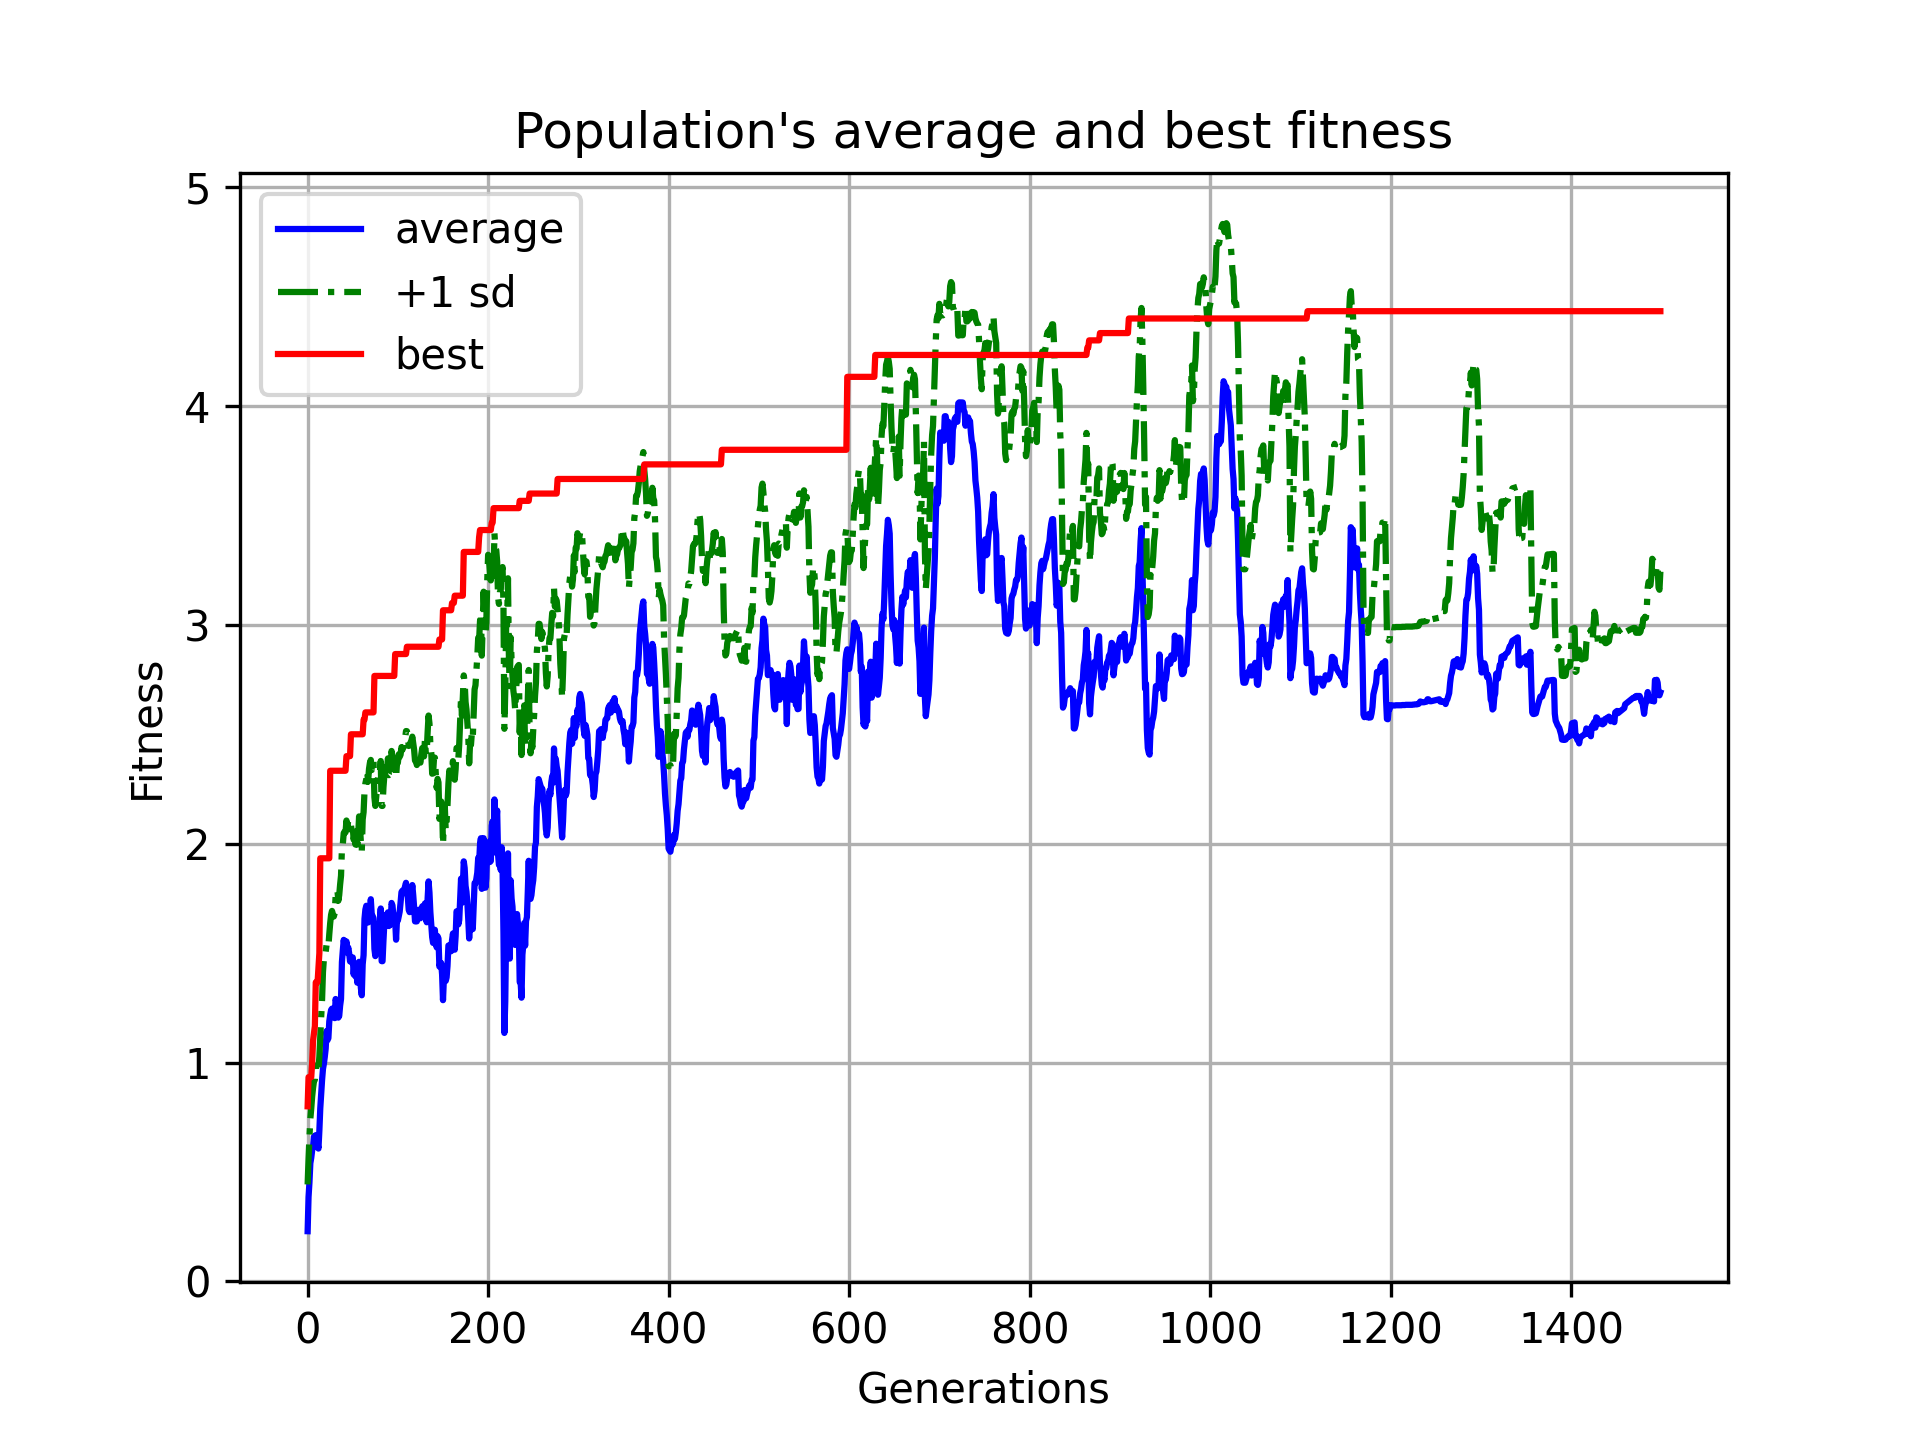 Population's average and best fitness
5
4
3
2
1
0
Fitness
average
+1 sd
best
0 200 400 600 800 1000 1200 1400
Generations